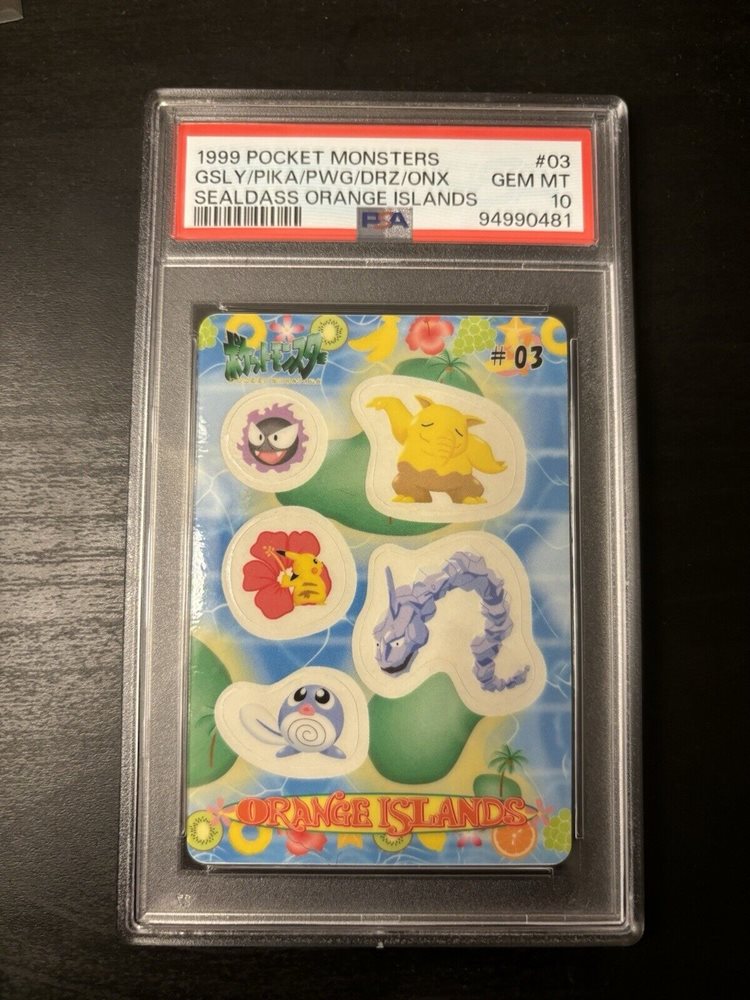 1999 POCKET MONSTERS #03
GSLY/PIKA/PWG/DRZ/ONX GEM MT
SEALDASS ORANGE ISLANDS 10
PSA 94990481
ポケットモンスター
#03
ORANGE ISLANDS